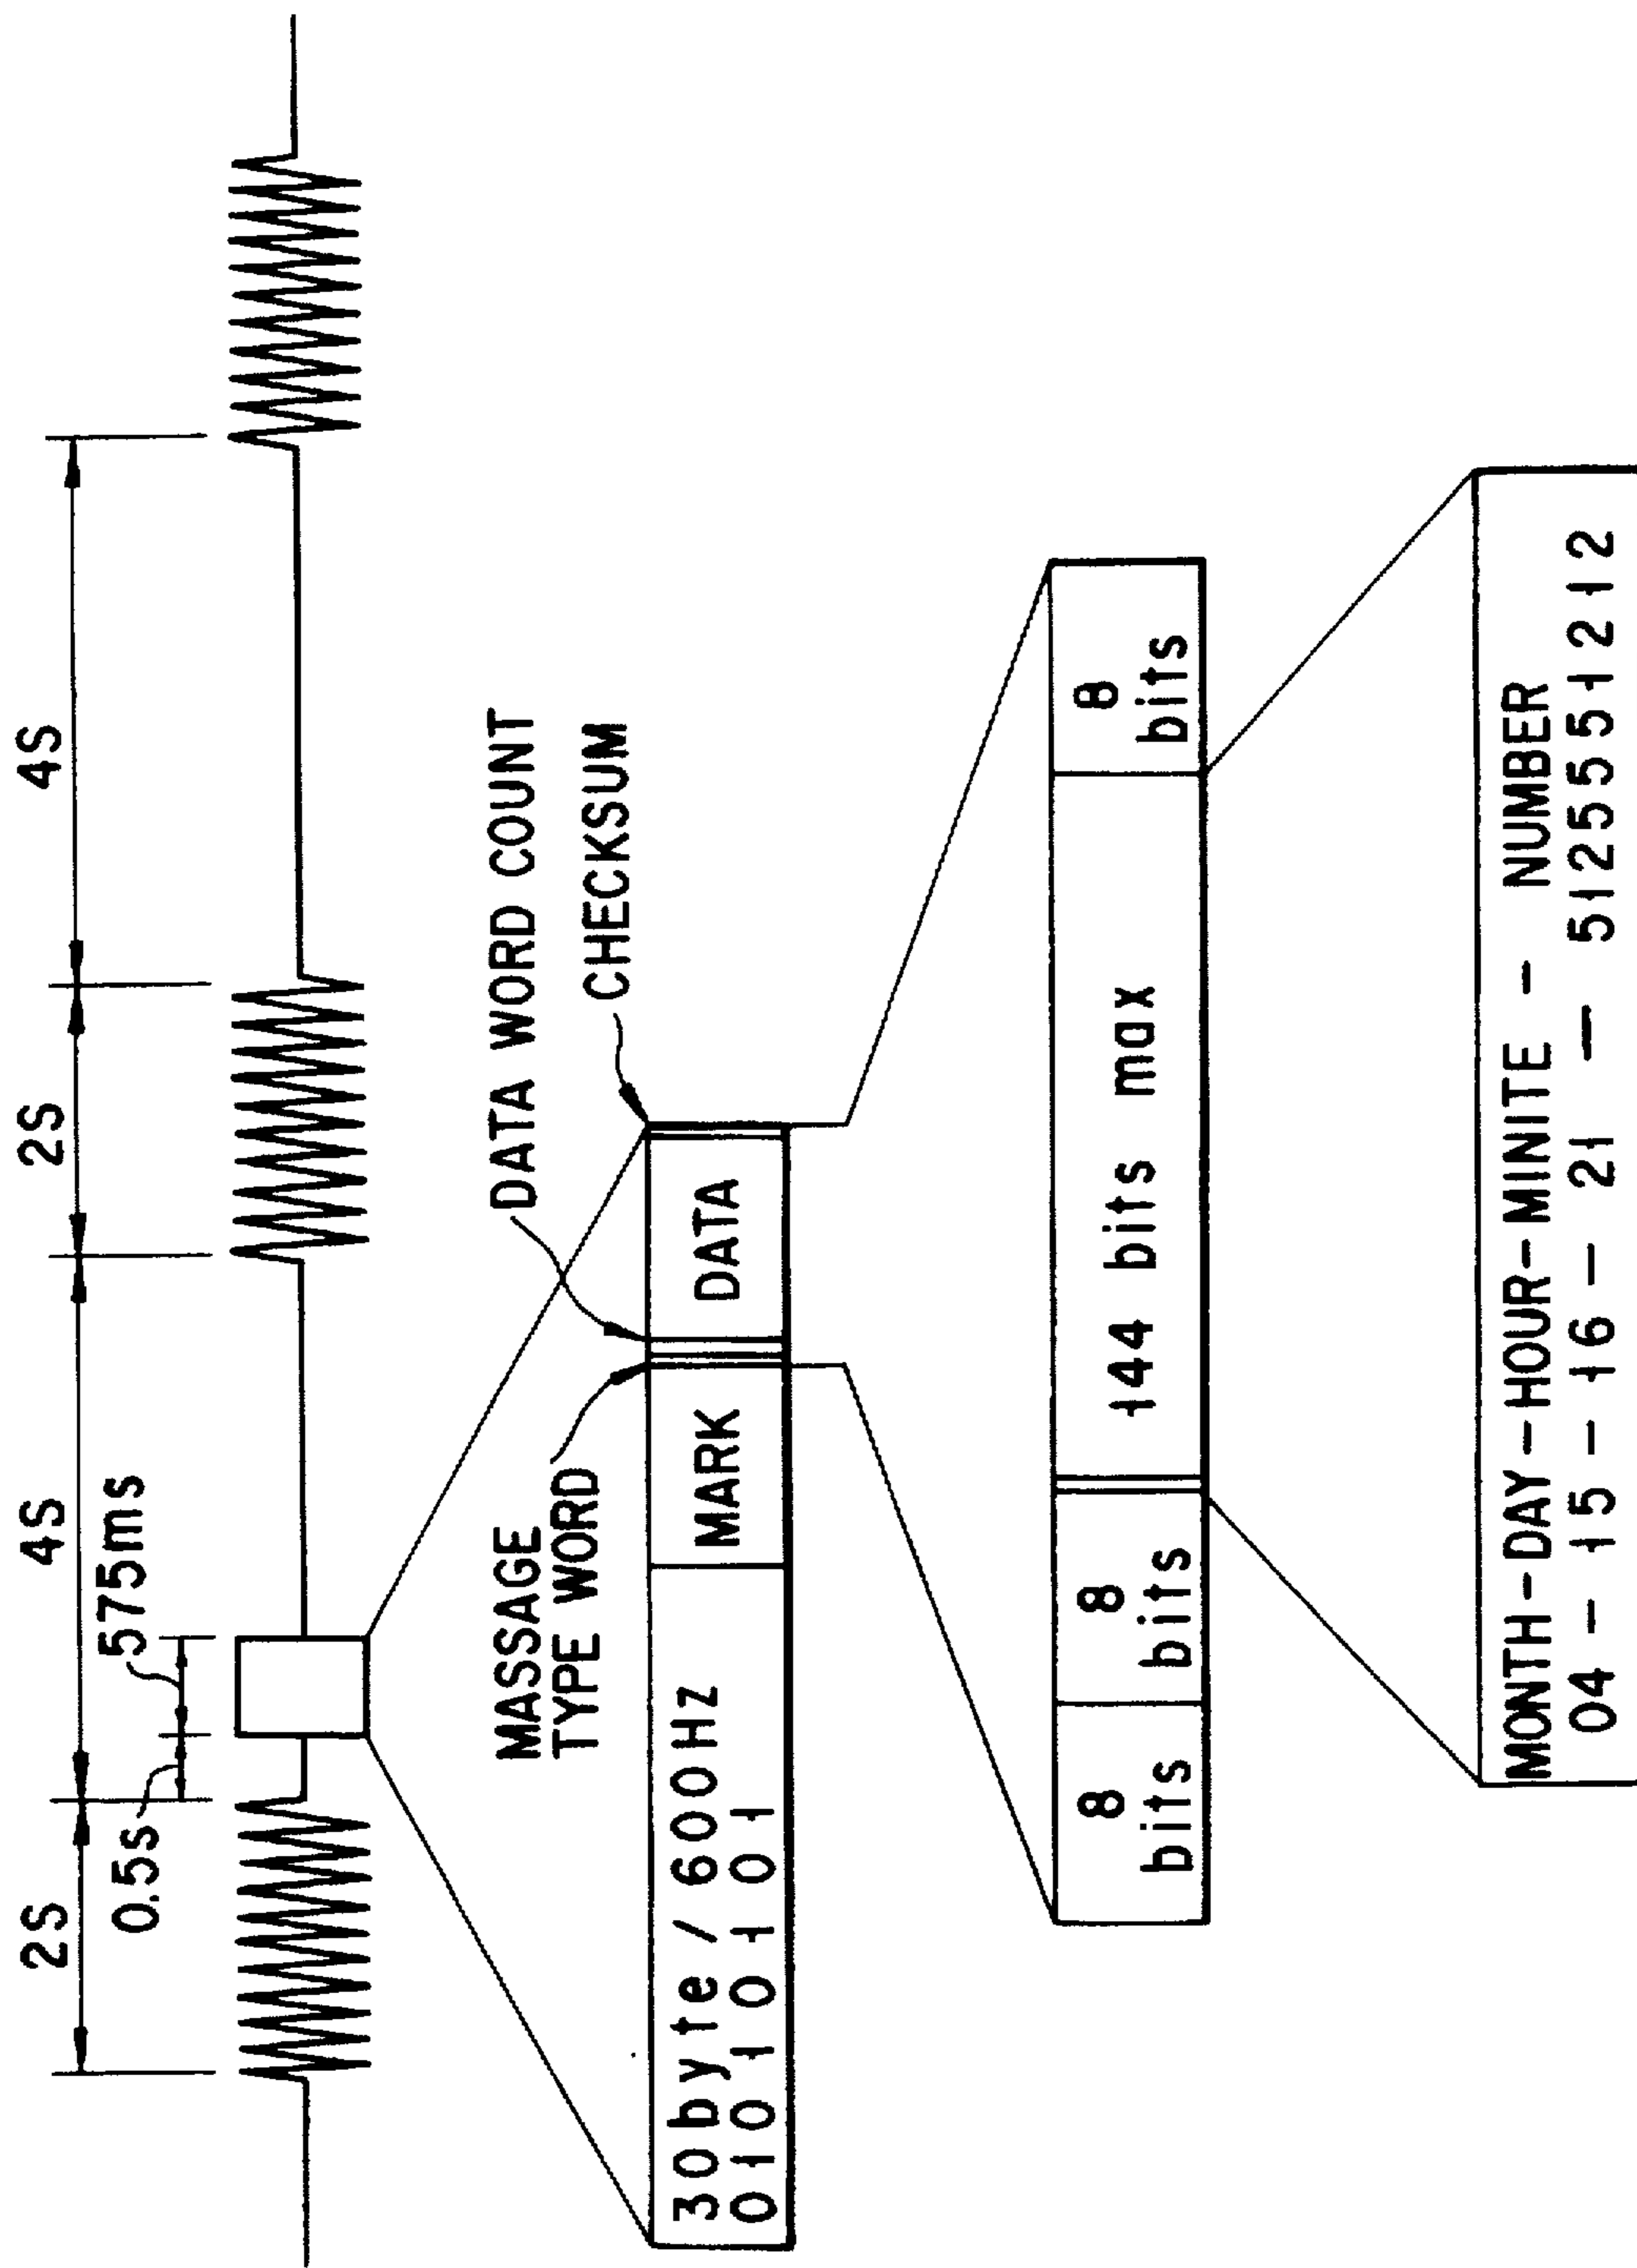 2S
4S
2S
4S
0.5s
575ms
MASSAGE
TYPE WORD
DATA WORD COUNT
CHECKSUM
30byte / 600Hz
01010101
MARK
DATA
8
bits
8
bits
144 bits max
8
bits
MONTH-DAY-HOUR-MINITE - NUMBER
04 - 15 - 16 - 21 - 5125551212